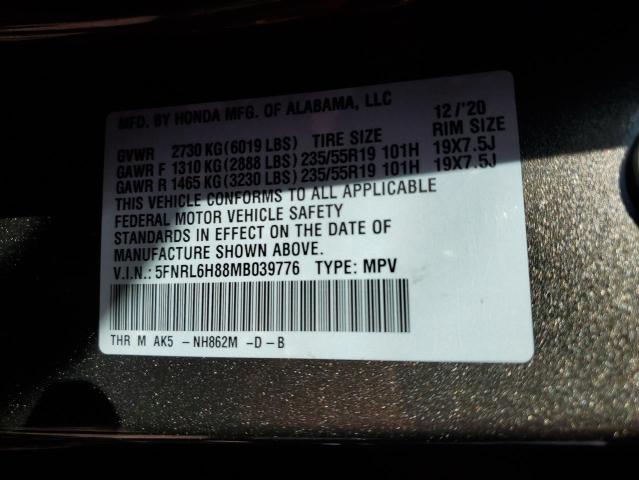 MFD. BY HONDA MFG. OF ALABAMA, LLC 12/'20
GVWR 2730 KG(6019 LBS) TIRE SIZE RIM SIZE
GAWR F 1310 KG(2888 LBS) 235/55R19 101H 19X7.5J
GAWR R 1465 KG(3230 LBS) 235/55R19 101H 19X7.5J
THIS VEHICLE CONFORMS TO ALL APPLICABLE
FEDERAL MOTOR VEHICLE SAFETY
STANDARDS IN EFFECT ON THE DATE OF
MANUFACTURE SHOWN ABOVE.
V.I.N.: 5FNRL6H88MB039776 TYPE: MPV
THR M AK5 -NH862M -D-B